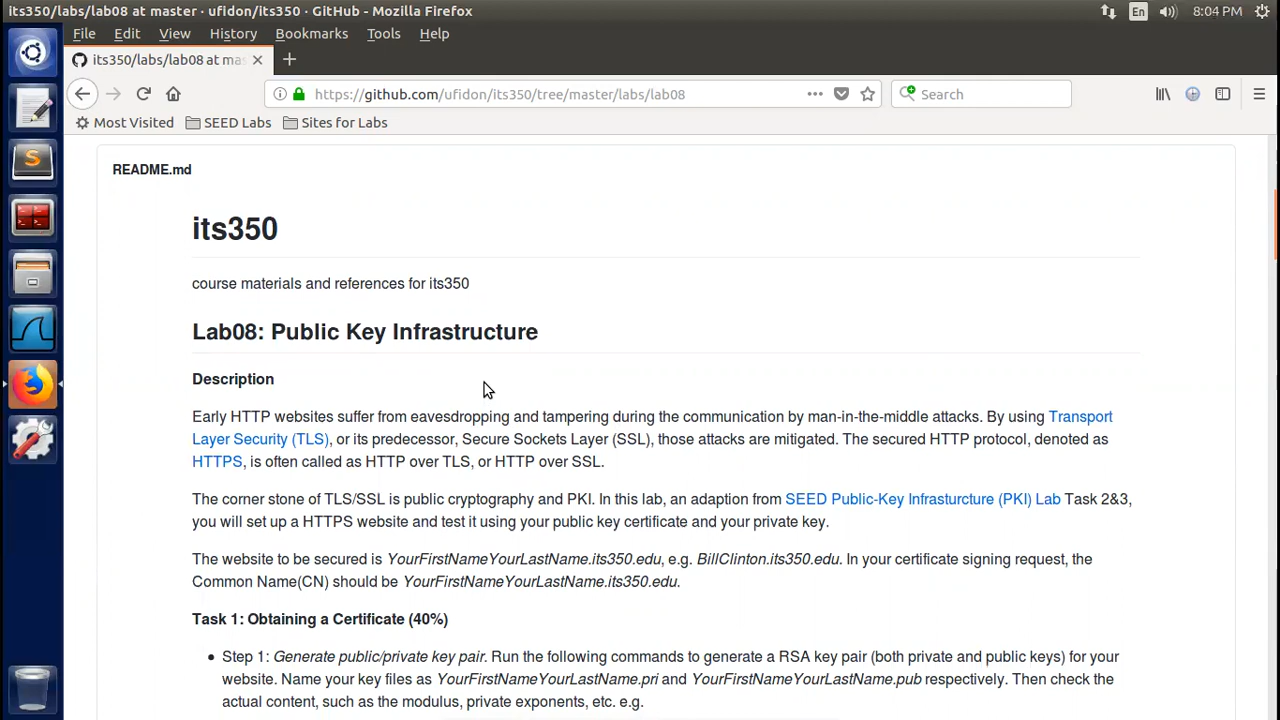 its350/labs/lab08 at master · ufidon/its350 · GitHub - Mozilla Firefox
En
8:04 PM
File Edit View History Bookmarks Tools Help
its350/labs/lab08 at mas
https://github.com/ufidon/its350/tree/master/labs/lab08
Search
Most Visited SEED Labs Sites for Labs
README.md
its350
course materials and references for its350
Lab08: Public Key Infrastructure
Description
Early HTTP websites suffer from eavesdropping and tampering during the communication by man-in-the-middle attacks. By using Transport
Layer Security (TLS), or its predecessor, Secure Sockets Layer (SSL), those attacks are mitigated. The secured HTTP protocol, denoted as
HTTPS, is often called as HTTP over TLS, or HTTP over SSL.
The corner stone of TLS/SSL is public cryptography and PKI. In this lab, an adaption from SEED Public-Key Infrasturcture (PKI) Lab Task 2&3,
you will set up a HTTPS website and test it using your public key certificate and your private key.
The website to be secured is YourFirstNameYourLastName.its350.edu, e.g. BillClinton.its350.edu. In your certificate signing request, the
Common Name(CN) should be YourFirstNameYourLastName.its350.edu.
Task 1: Obtaining a Certificate (40%)
• Step 1: Generate public/private key pair. Run the following commands to generate a RSA key pair (both private and public keys) for your
website. Name your key files as YourFirstNameYourLastName.pri and YourFirstNameYourLastName.pub respectively. Then check the
actual content, such as the modulus, private exponents, etc. e.g.